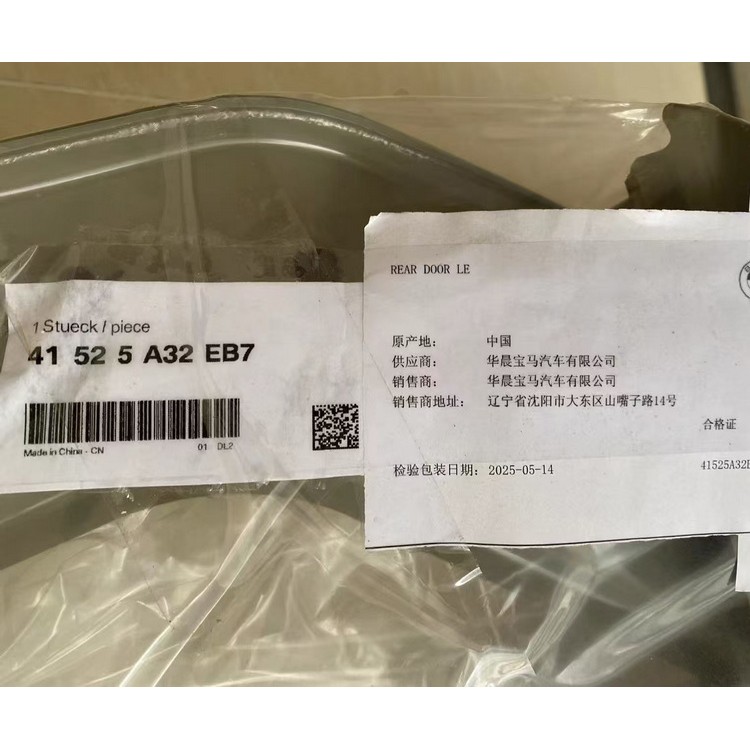 1 Stueck / piece
41 52 5 A32 EB7
Made in China - CN
01 DL2
REAR DOOR LE
原产地: 中国
供应商: 华晨宝马汽车有限公司
销售商: 华晨宝马汽车有限公司
销售商地址: 辽宁省沈阳市大东区山嘴子路14号
合格证
检验包装日期: 2025-05-14
41525A32E